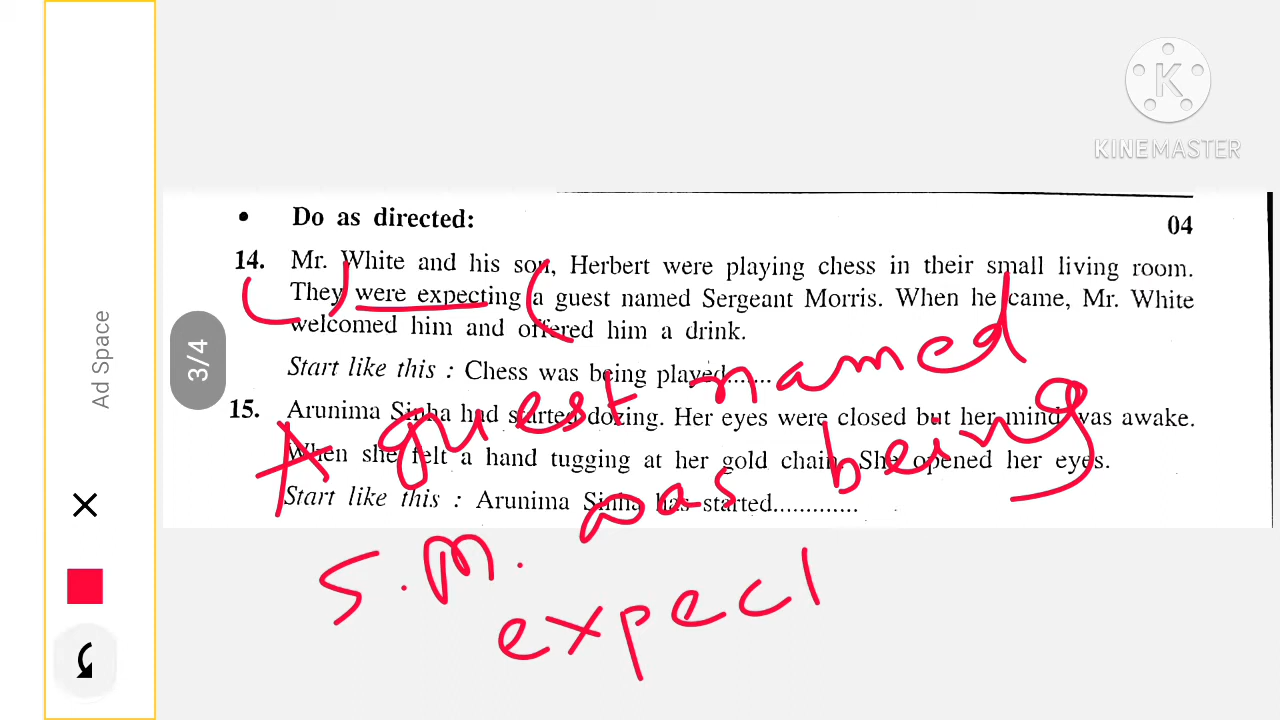 KINEMASTER
Ad Space
3/4
• Do as directed: 04
14. Mr. White and his son, Herbert were playing chess in their small living room.
They were expecting a guest named Sergeant Morris. When he came, Mr. White
welcomed him and offered him a drink.
Start like this : Chess was being played.......
15. Arunima Sinha had started dozing. Her eyes were closed but her mind was awake.
When she felt a hand tugging at her gold chain. She opened her eyes.
Start like this : Arunima Sinha has started.............
A guest named
S.M. was being
expect